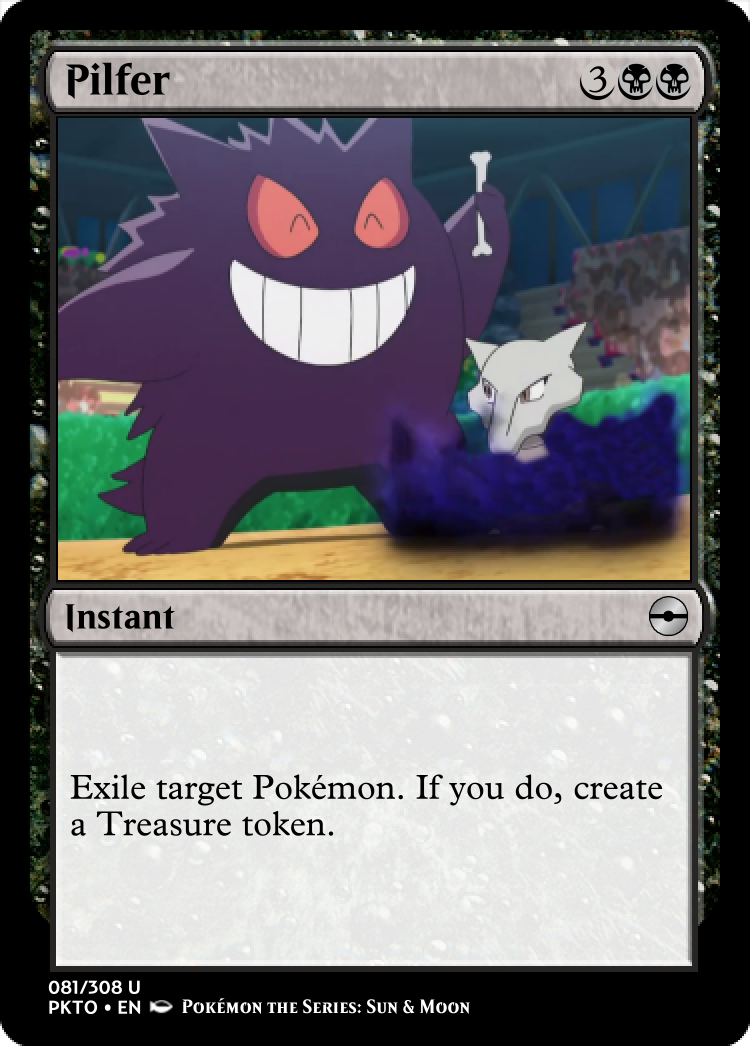 Pilfer 3
Instant
Exile target Pokémon. If you do, create
a Treasure token.
081/308 U
PKTO • EN Pokémon the Series: Sun & Moon